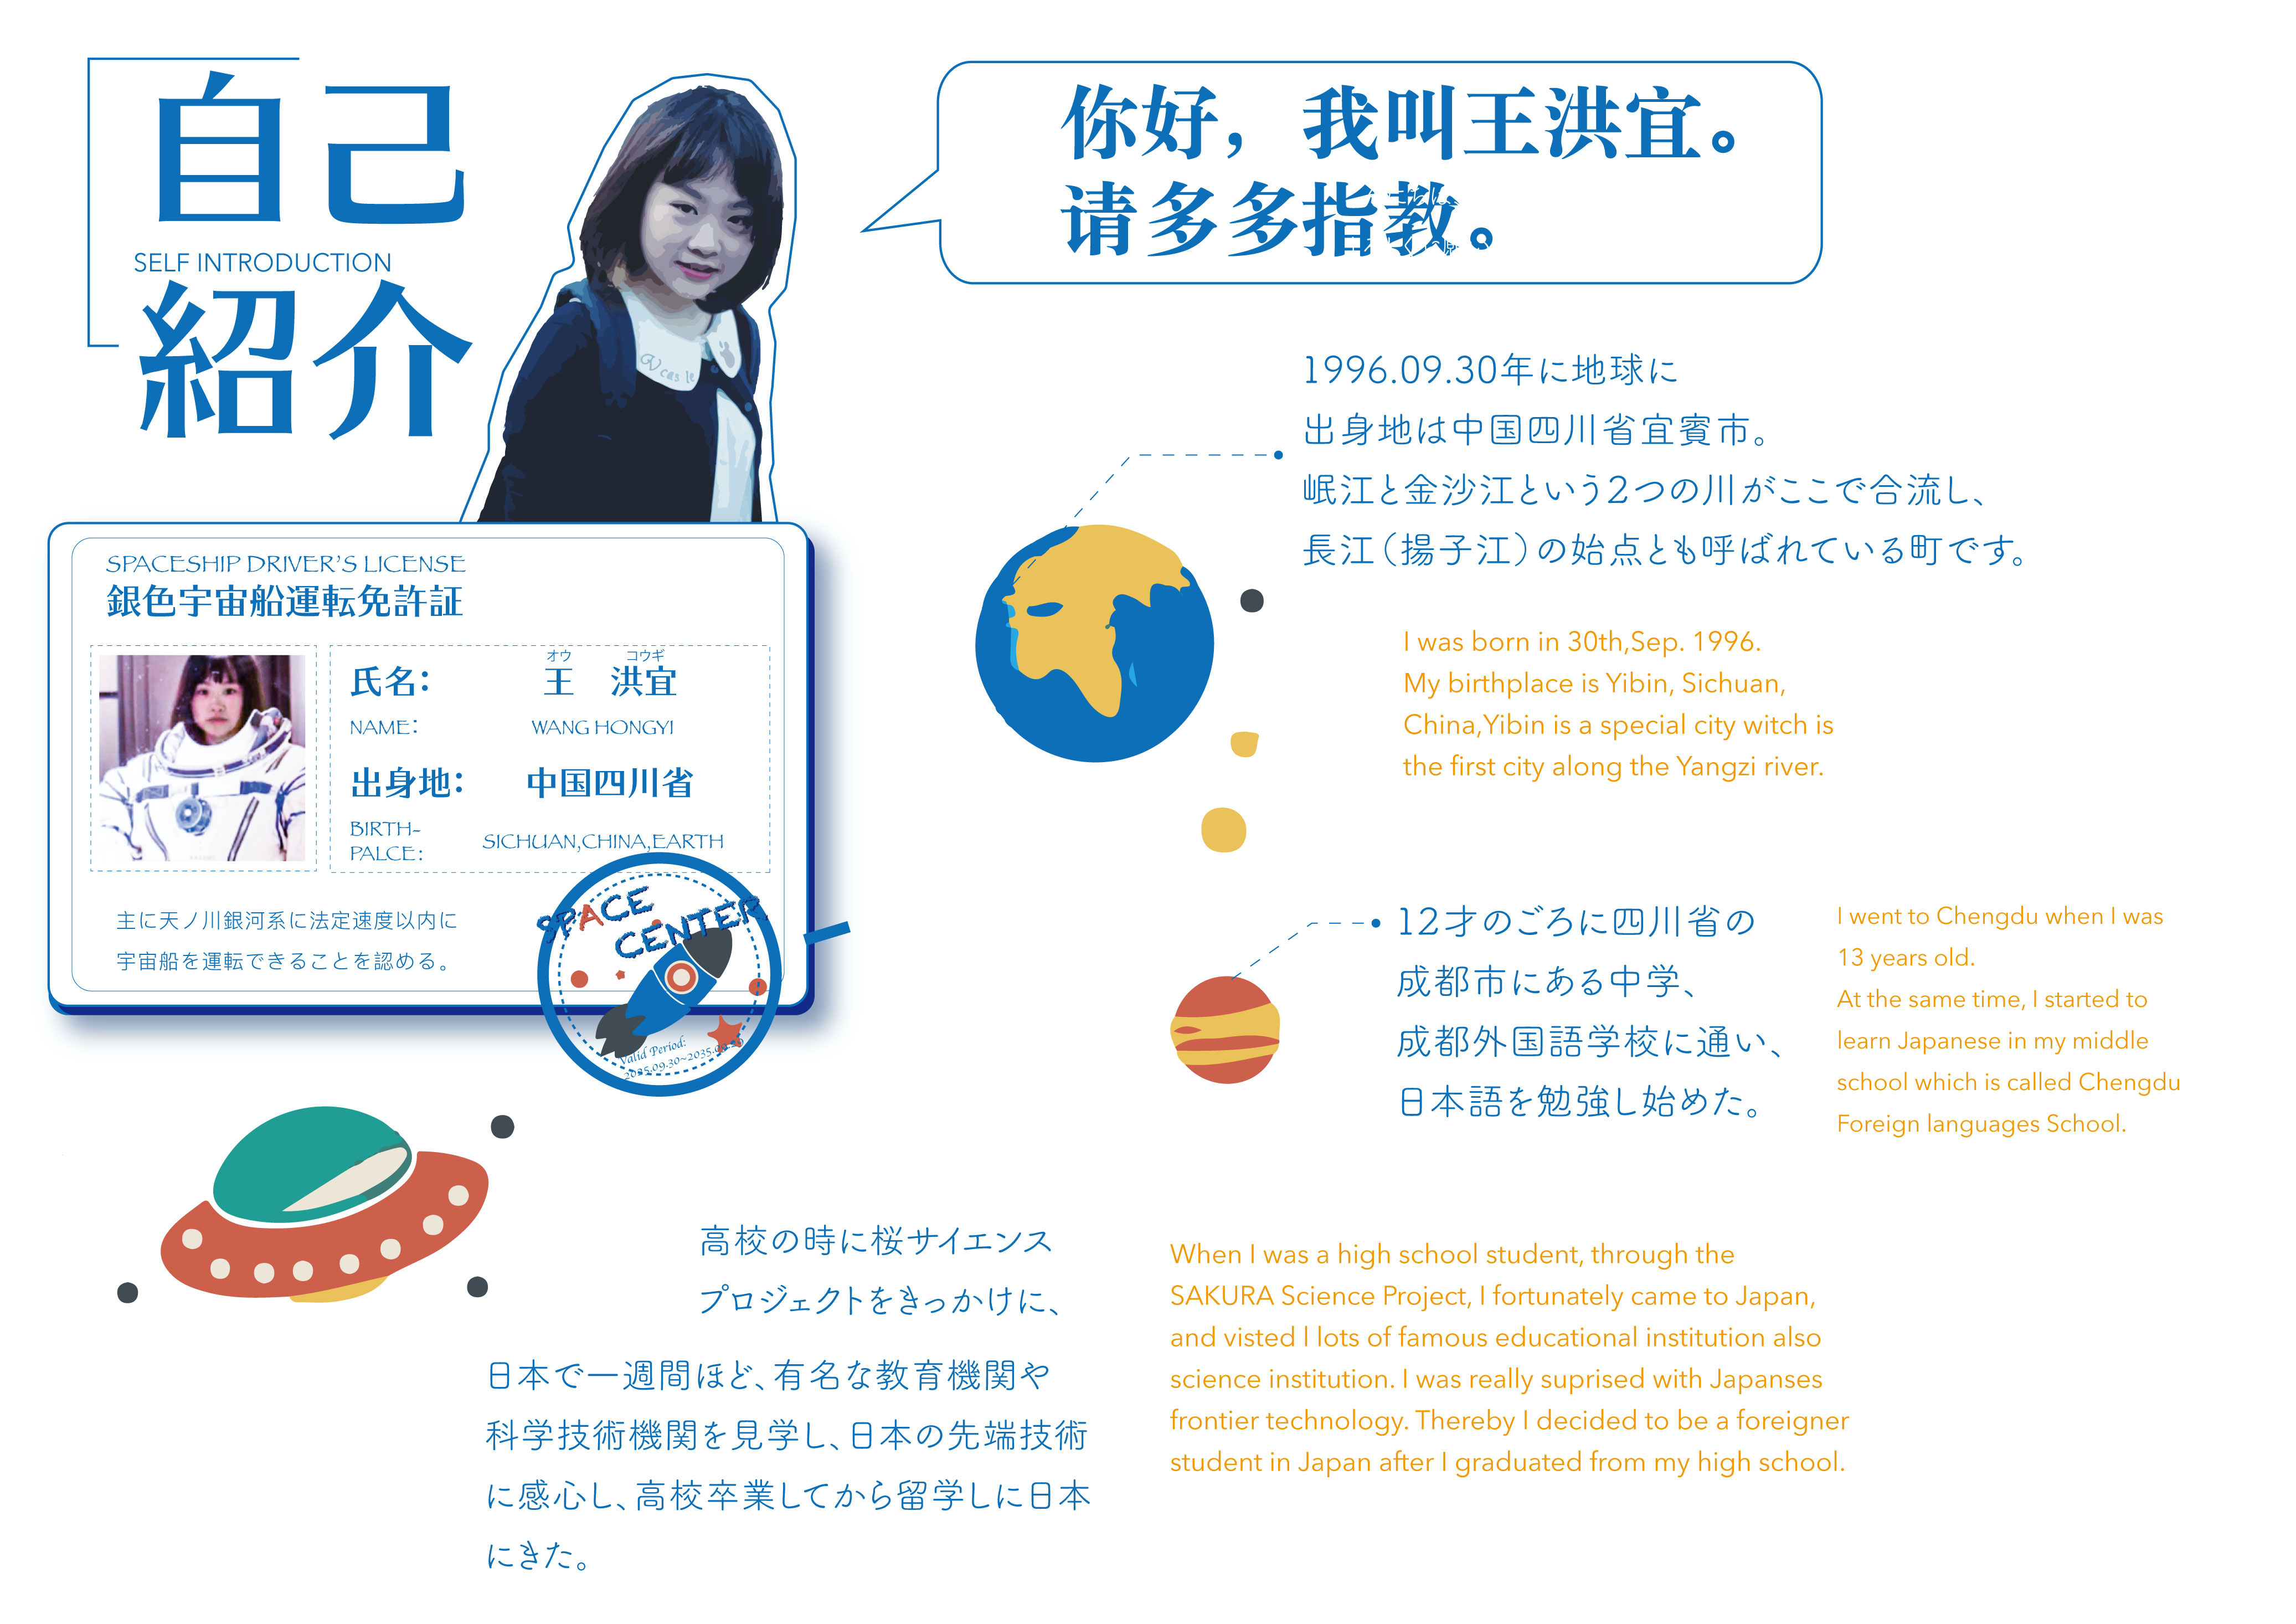 自己
SELF INTRODUCTION
紹介
你好，我叫王洪宜。
请多多指教。
SPACESHIP DRIVER'S LICENSE
銀色宇宙船運転免許証
オウ コウギ
氏名： 王 洪宜
NAME: WANG HONGYI
出身地： 中国四川省
BIRTH-
PALCE: SICHUAN,CHINA,EARTH
主に天ノ川銀河系に法定速度以内に
宇宙船を運転できることを認める。
SPACE
CENTER
Valid Period:
1996.09.30年に地球に
出身地は中国四川省宜賓市。
岷江と金沙江という2つの川がここで合流し、
長江（揚子江）の始点とも呼ばれている町です。
I was born in 30th,Sep. 1996.
My birthplace is Yibin, Sichuan,
China,Yibin is a special city witch is
the first city along the Yangzi river.
12才のごろに四川省の
成都市にある中学、
成都外国語学校に通い、
日本語を勉強し始めた。
I went to Chengdu when I was
13 years old.
At the same time, I started to
learn Japanese in my middle
school which is called Chengdu
Foreign languages School.
高校の時に桜サイエンス
プロジェクトをきっかけに、
日本で一週間ほど、有名な教育機関や
科学技術機関を見学し、日本の先端技術
に感心し、高校卒業してから留学しに日本
にきた。
When I was a high school student, through the
SAKURA Science Project, I fortunately came to Japan,
and visted l lots of famous educational institution also
science institution. I was really suprised with Japanses
frontier technology. Thereby I decided to be a foreigner
student in Japan after I graduated from my high school.